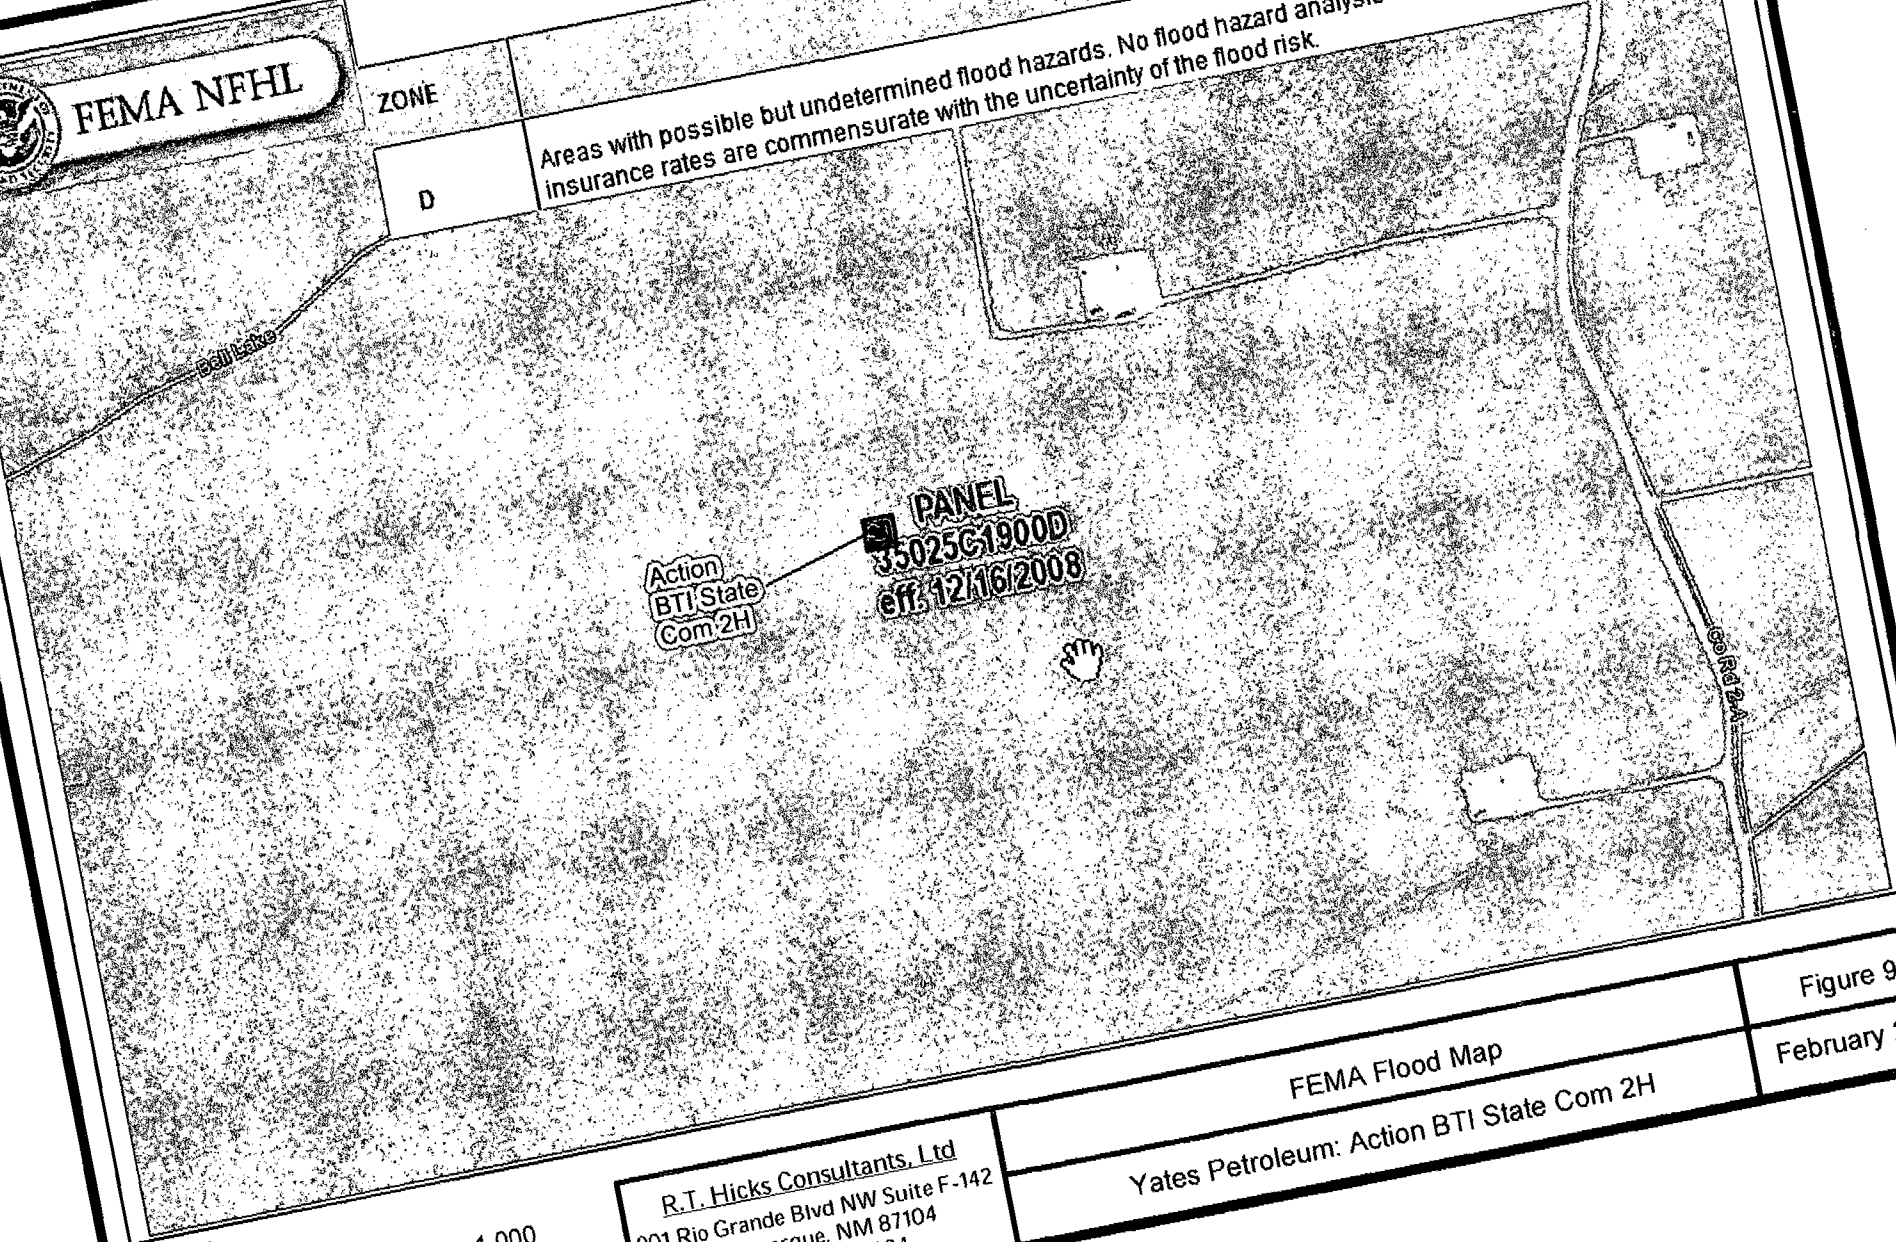 FEMA NFHL
ZONE
D
Areas with possible but undetermined flood hazards. No flood hazard analysis
insurance rates are commensurate with the uncertainty of the flood risk.
Bell Lake
PANEL
35025C1900D
eff. 12/16/2008
Action
BTI State
Com 2H
Co Rd 2-A
Figure 9
FEMA Flood Map
February
Yates Petroleum: Action BTI State Com 2H
R.T. Hicks Consultants, Ltd
Rio Grande Blvd NW Suite F-142
NM 87104